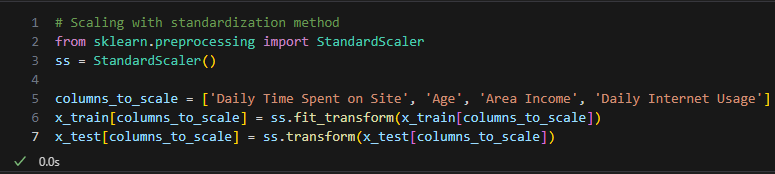 1 # Scaling with standardization method
2 from sklearn.preprocessing import StandardScaler
3 ss = StandardScaler()
4
5 columns_to_scale = ['Daily Time Spent on Site', 'Age', 'Area Income', 'Daily Internet Usage']
6 x_train[columns_to_scale] = ss.fit_transform(x_train[columns_to_scale])
7 x_test[columns_to_scale] = ss.transform(x_test[columns_to_scale])
✓ 0.0s